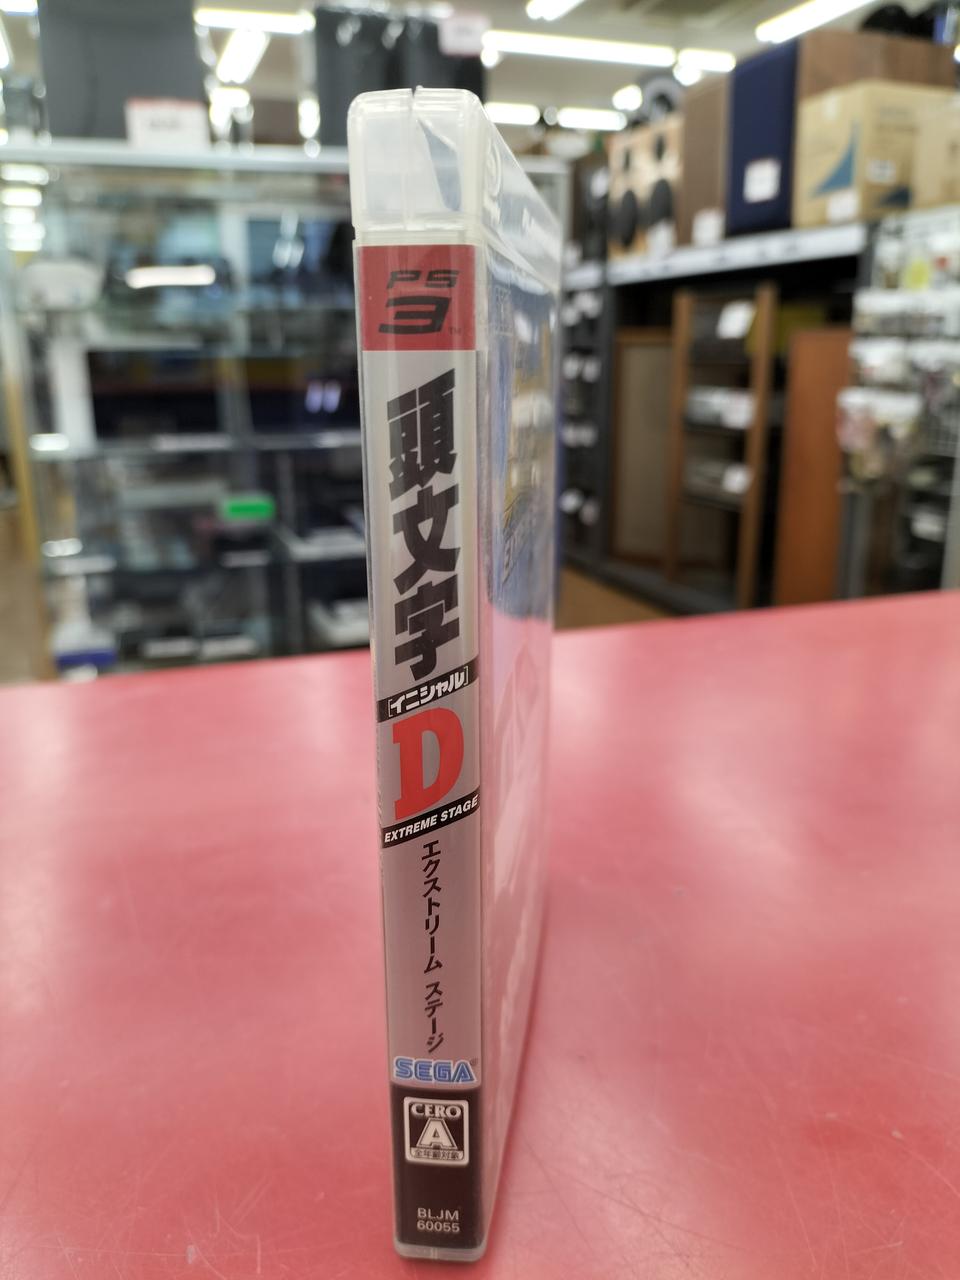 PS3
TM
頭文字
[イニシャル]
D
EXTREME STAGE
エクストリーム ステージ
SEGA®
CERO
A
全年齢対象
BLJM
60055